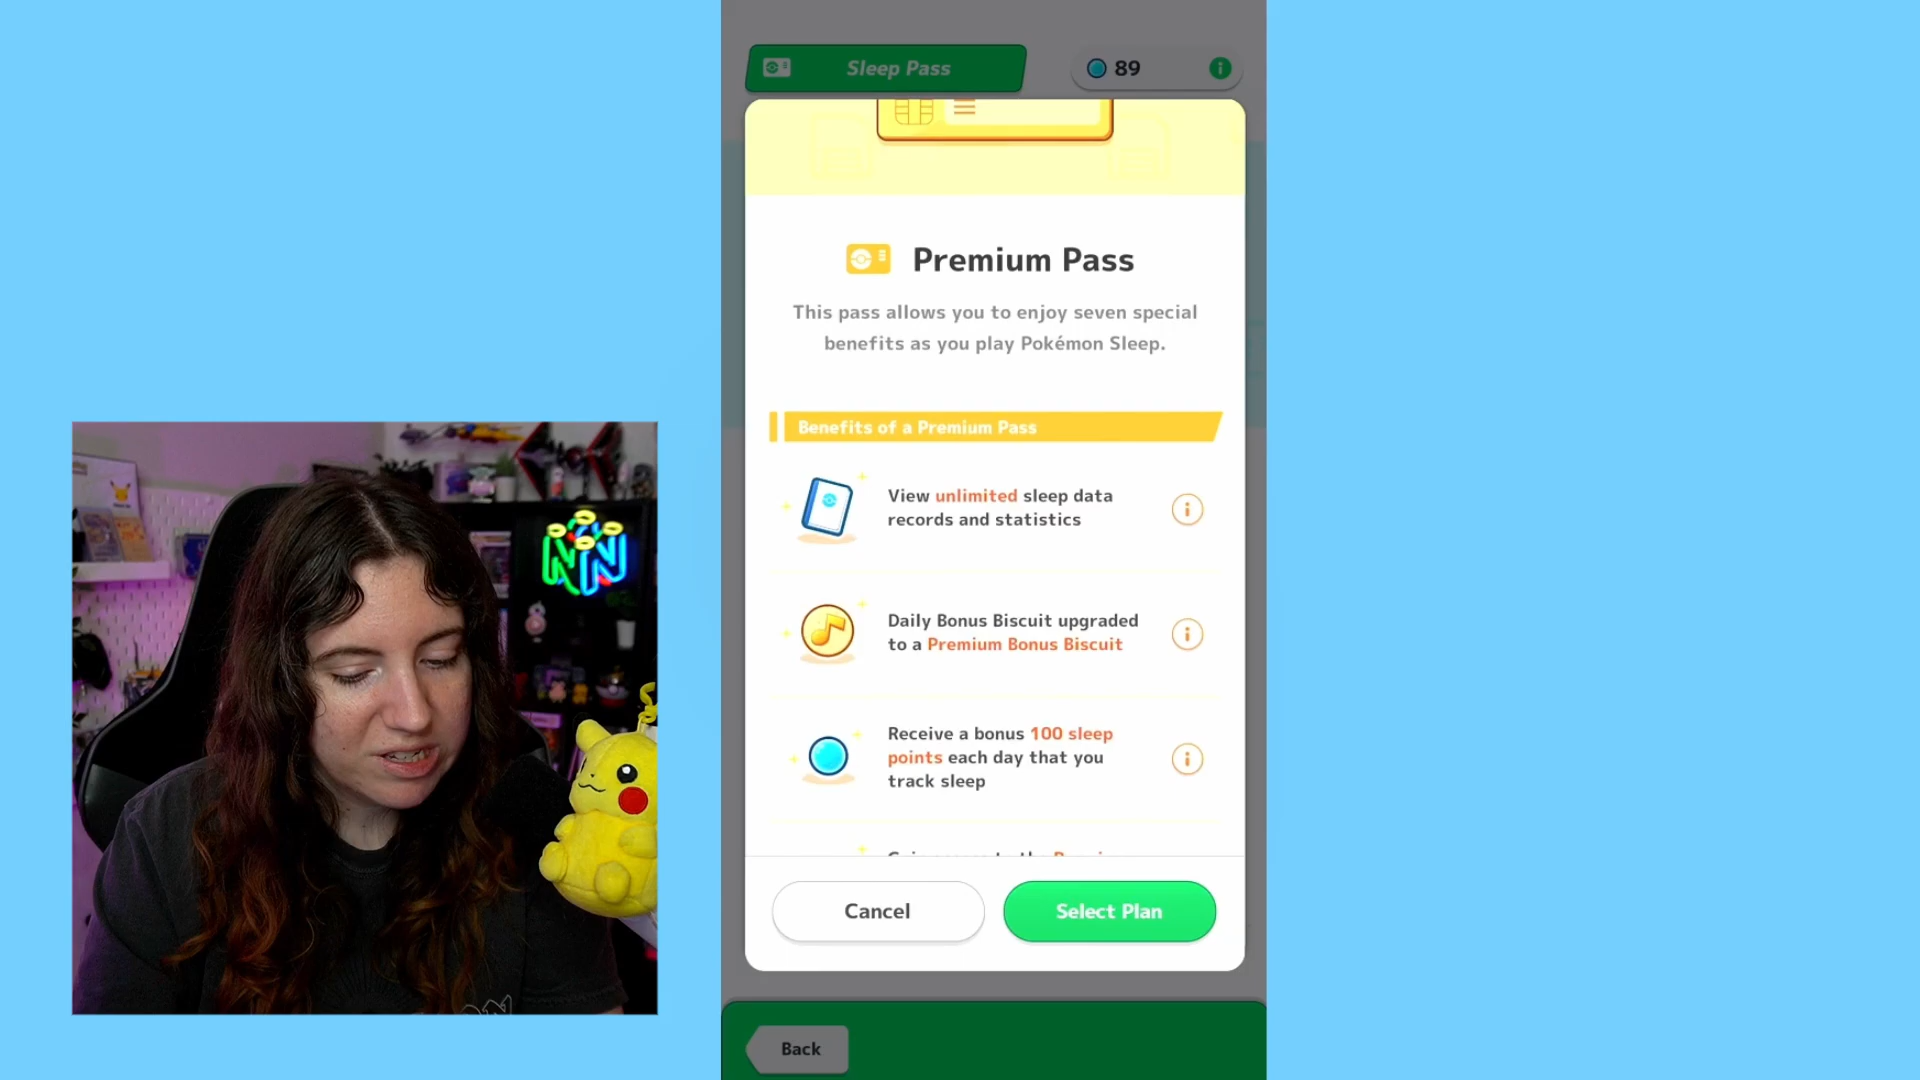 Sleep Pass
89
Premium Pass
This pass allows you to enjoy seven special
benefits as you play Pokémon Sleep.
Benefits of a Premium Pass
View unlimited sleep data
records and statistics
Daily Bonus Biscuit upgraded
to a Premium Bonus Biscuit
Receive a bonus 100 sleep
points each day that you
track sleep
Cancel
Select Plan
Back